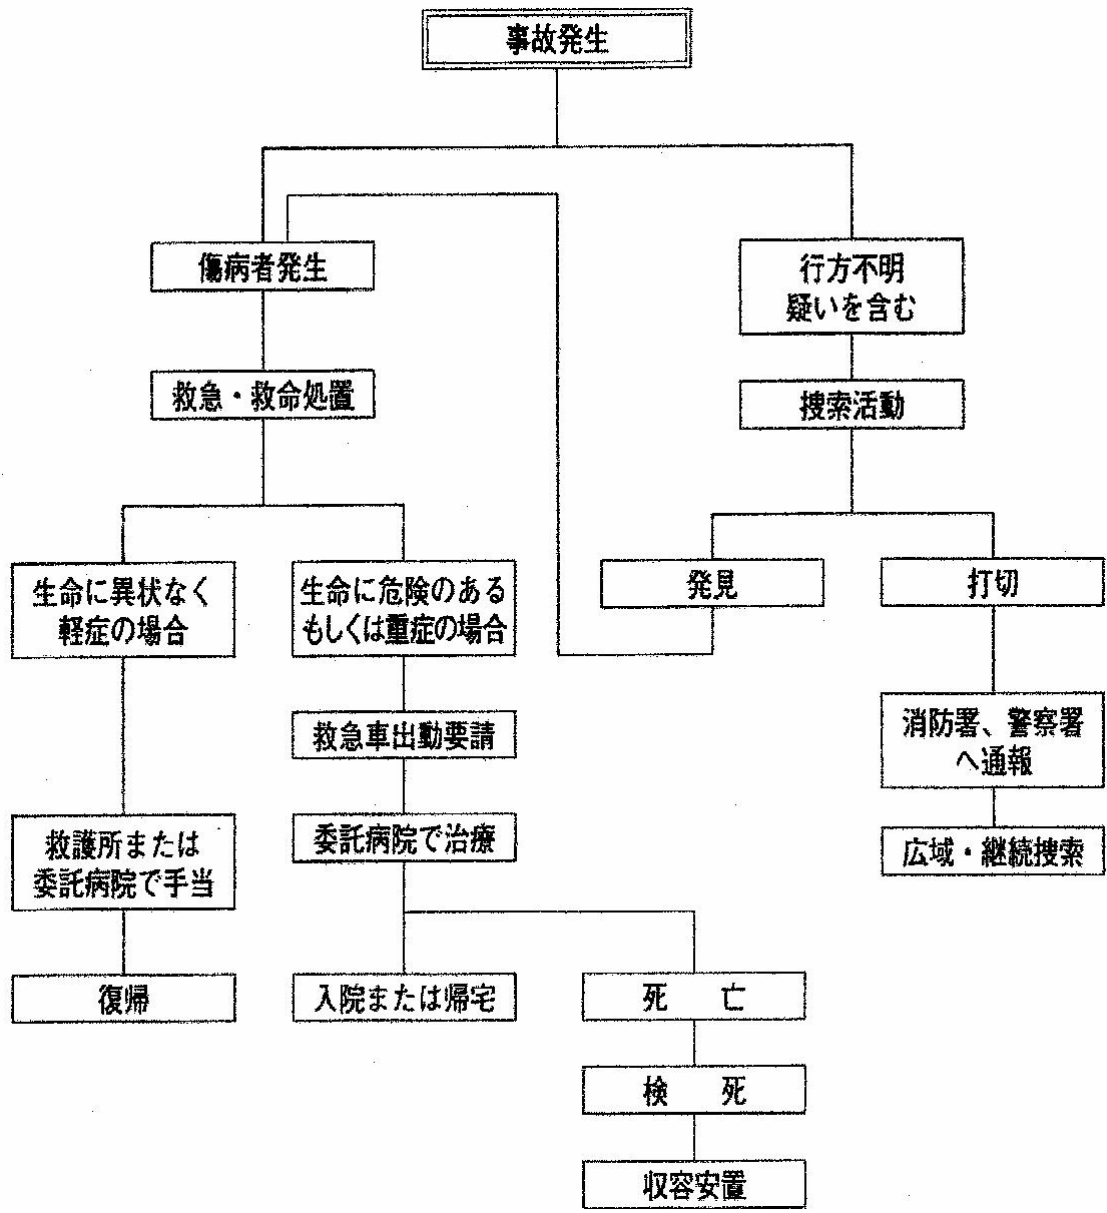 事故発生
傷病者発生
行方不明
疑いを含む
救急・救命処置
捜索活動
生命に異状なく
軽症の場合
生命に危険のある
もしくは重症の場合
発見
打切
救急車出動要請
消防署、警察署
へ通報
救護所または
委託病院で手当
委託病院で治療
広域・継続捜索
復帰
入院または帰宅
死　亡
検　死
収容安置